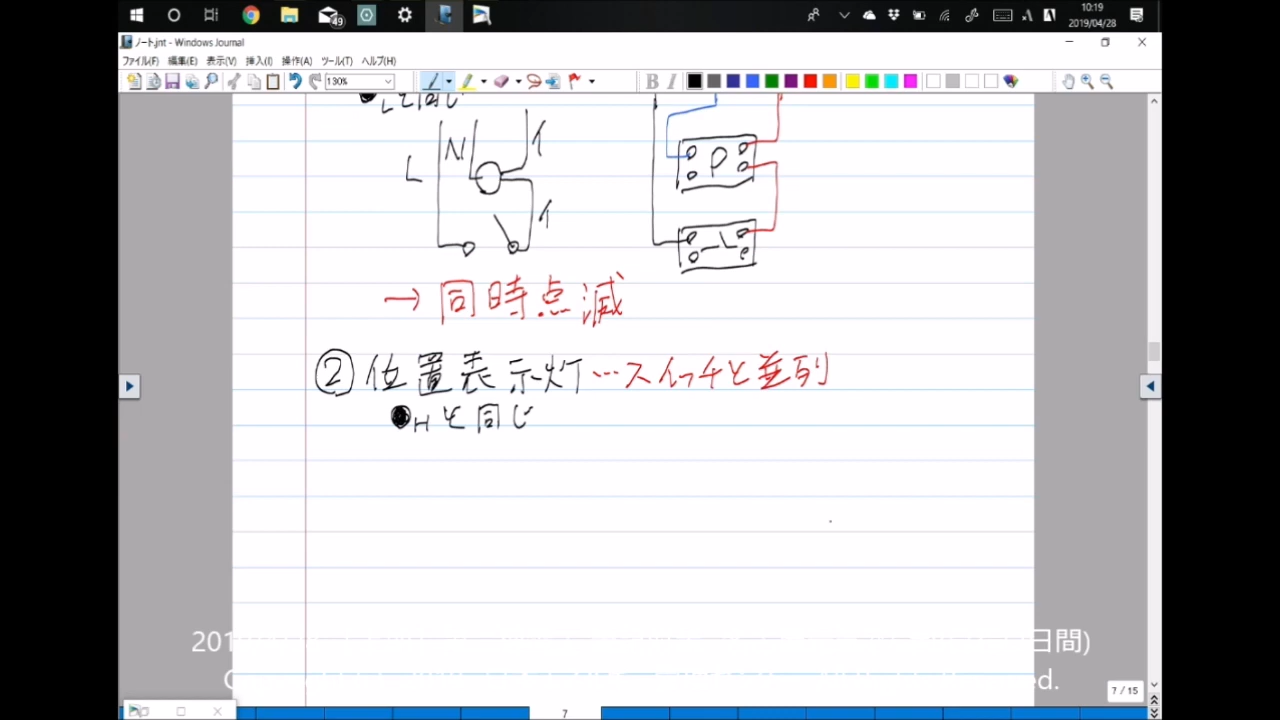 49
10:19
2019/04/28
ノート.jnt - Windows Journal
ファイル(F) 編集(E) 表示(V) 挿入(I) 操作(A) ツール(T) ヘルプ(H)
130%
B I
●Lと同じ
L N イ
イ
P
L
→ 同時点滅
② 位置表示灯…スイッチと並列
●Hと同じ
日間)
7 / 15
7